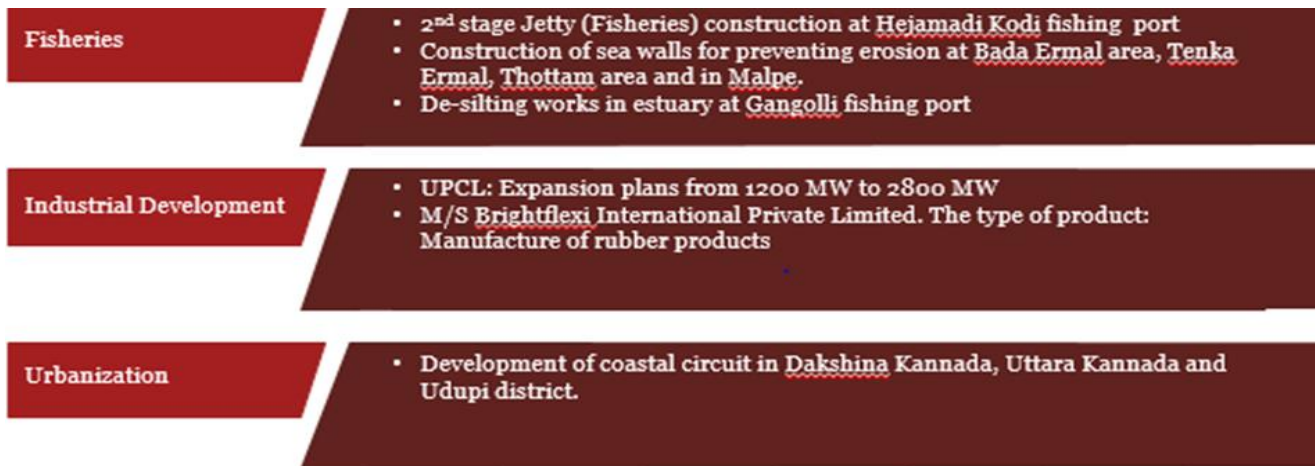 Fisheries
▪ 2nd stage Jetty (Fisheries) construction at Hejamadi Kodi fishing port
▪ Construction of sea walls for preventing erosion at Bada Ermal area, Tenka
Ermal, Thottam area and in Malpe.
▪ De-silting works in estuary at Gangolli fishing port
Industrial Development
▪ UPCL: Expansion plans from 1200 MW to 2800 MW
▪ M/S Brightflexi International Private Limited. The type of product:
Manufacture of rubber products
Urbanization
▪ Development of coastal circuit in Dakshina Kannada, Uttara Kannada and
Udupi district.